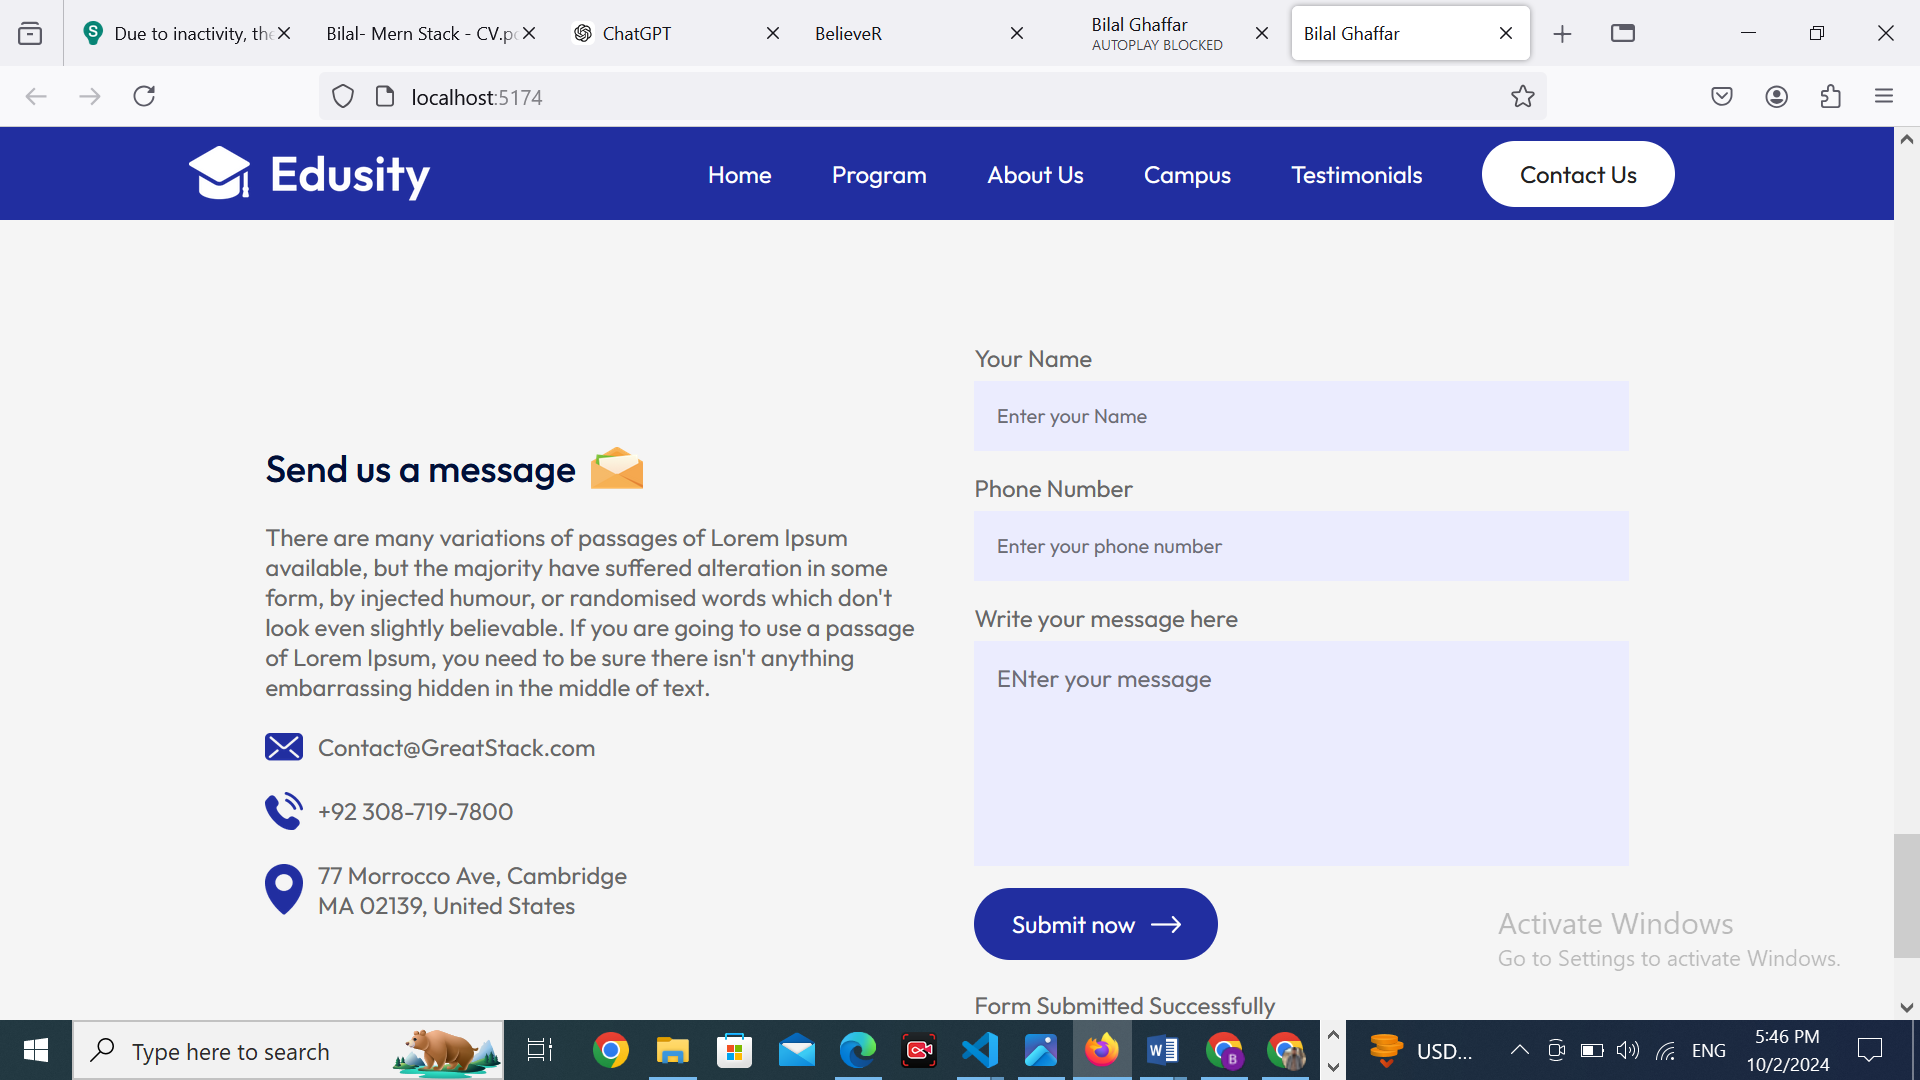 Due to inactivity, the
Bilal- Mern Stack - CV.p
ChatGPT
BelieveR
Bilal Ghaffar
AUTOPLAY BLOCKED
Bilal Ghaffar
localhost:5174
Edusity
Home
Program
About Us
Campus
Testimonials
Contact Us
Send us a message
There are many variations of passages of Lorem Ipsum
available, but the majority have suffered alteration in some
form, by injected humour, or randomised words which don't
look even slightly believable. If you are going to use a passage
of Lorem Ipsum, you need to be sure there isn't anything
embarrassing hidden in the middle of text.
Contact@GreatStack.com
+92 308-719-7800
77 Morrocco Ave, Cambridge
MA 02139, United States
Your Name
Enter your Name
Phone Number
Enter your phone number
Write your message here
ENter your message
Submit now
Form Submitted Successfully
Activate Windows
Go to Settings to activate Windows.
Type here to search
USD...
ENG
5:46 PM
10/2/2024